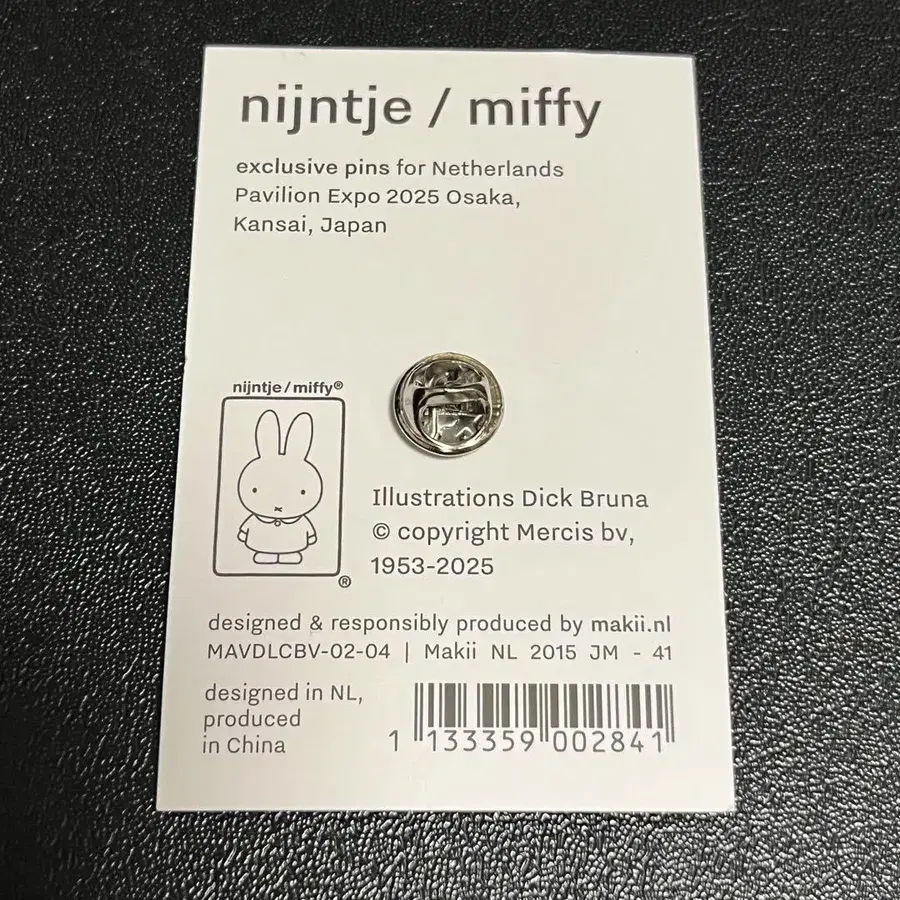 nijntje / miffy
exclusive pins for Netherlands
Pavilion Expo 2025 Osaka,
Kansai, Japan
nijntje / miffy®
®
Illustrations Dick Bruna
© copyright Mercis bv,
1953-2025
designed & responsibly produced by makii.nl
MAVDLCBV-02-04 | Makii NL 2015 JM - 41
designed in NL,
produced
in China
1 133359 002841